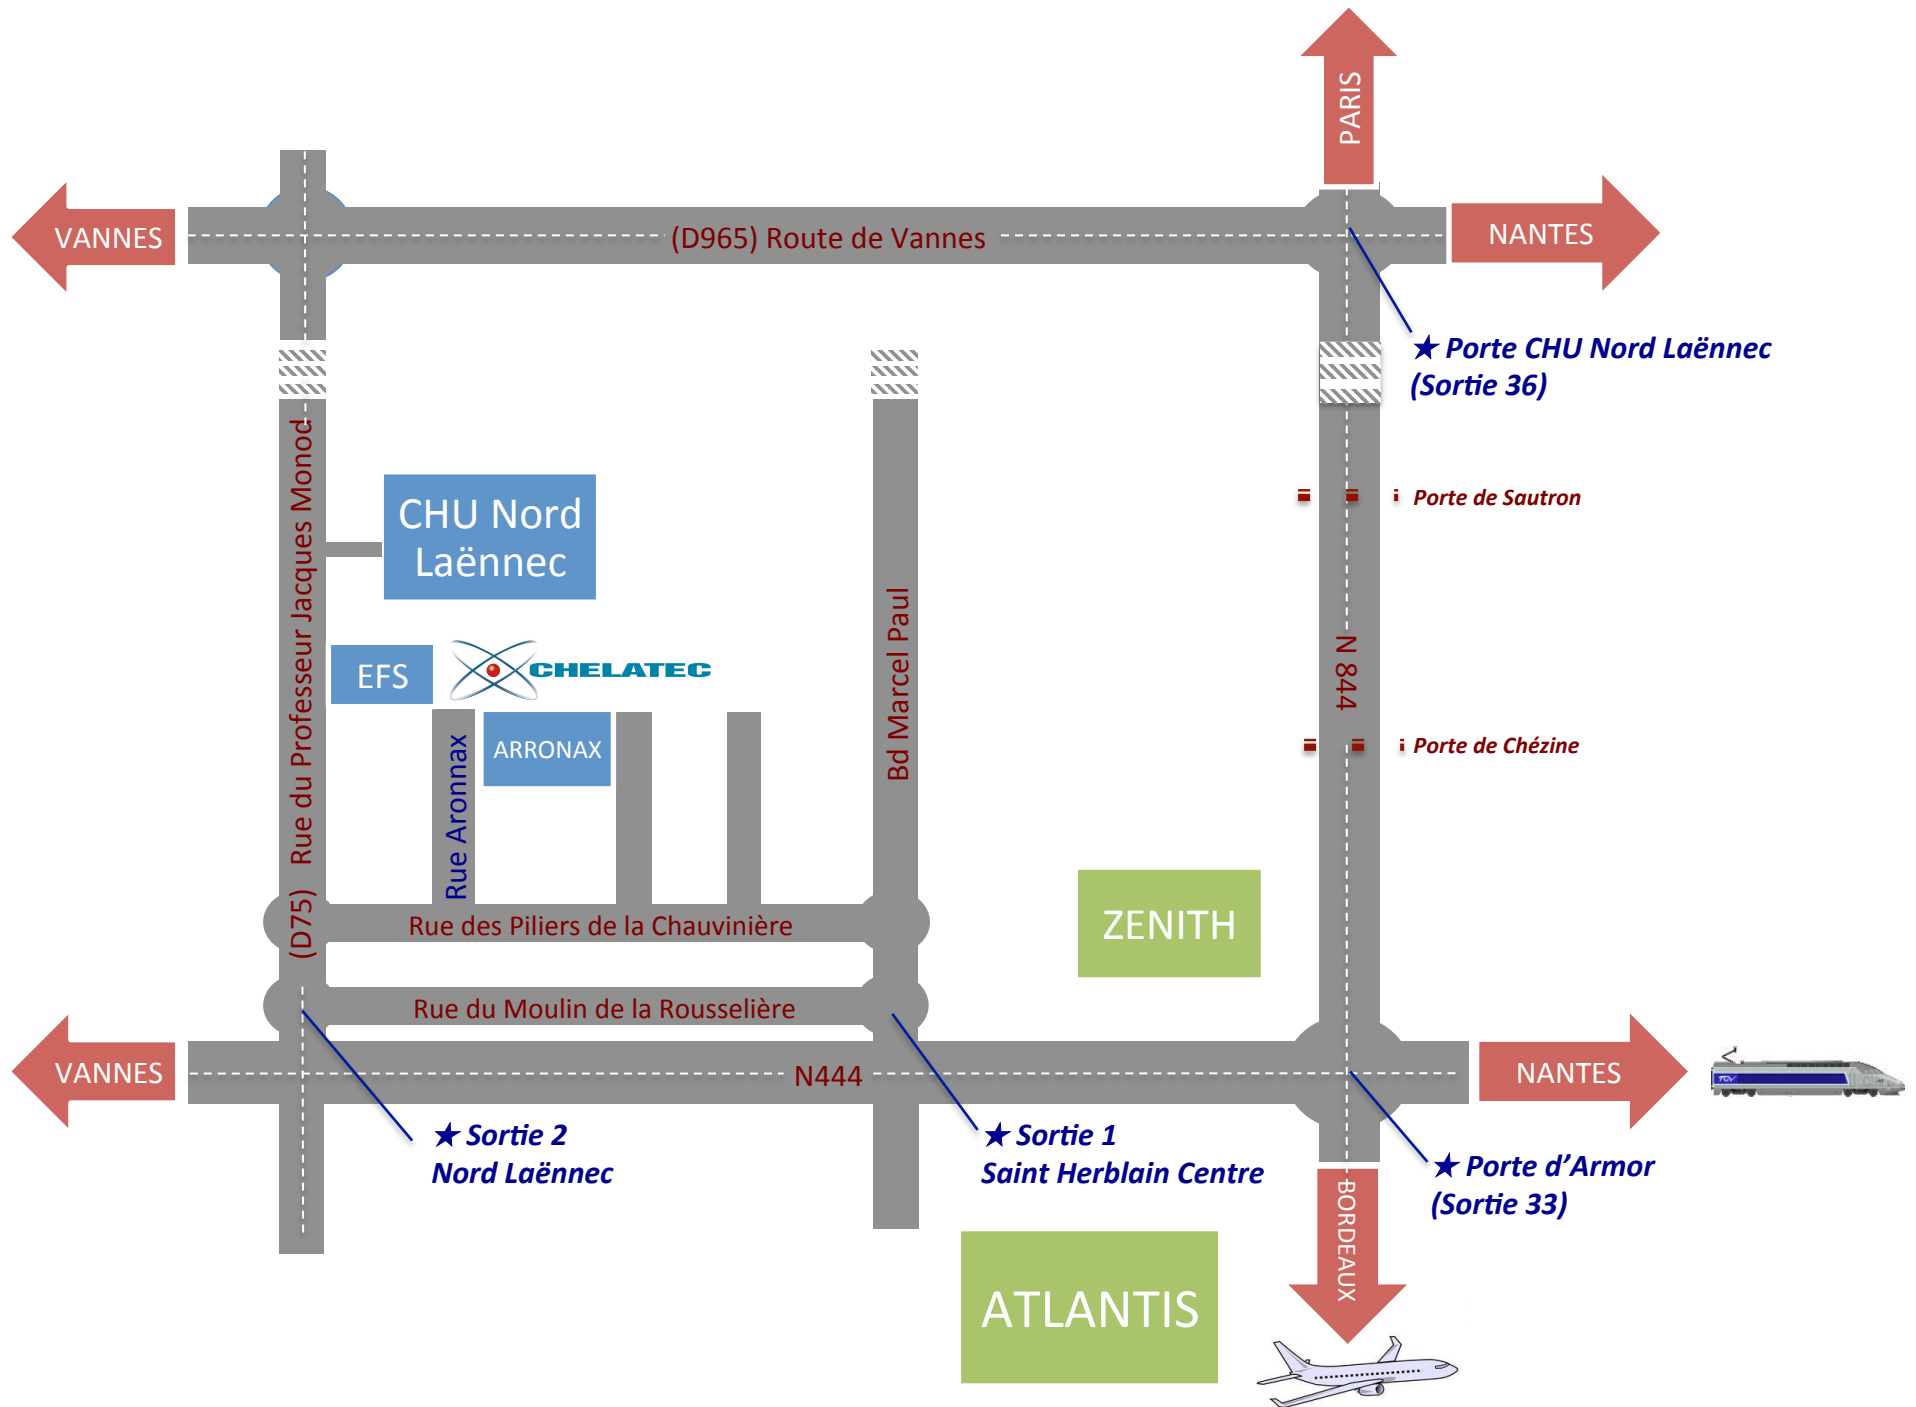 PARIS
VANNES
(D965) Route de Vannes
NANTES
★ Porte CHU Nord Laënnec
(Sortie 36)
(D75) Rue du Professeur Jacques Monod
CHU Nord
Laënnec
Porte de Sautron
Bd Marcel Paul
EFS
CHELATEC
N 844
ARRONAX
Porte de Chézine
Rue Aronnax
Rue des Piliers de la Chauvinière
ZENITH
Rue du Moulin de la Rousselière
VANNES
N444
NANTES
TGV
★ Sortie 2
Nord Laënnec
★ Sortie 1
Saint Herblain Centre
★ Porte d’Armor
(Sortie 33)
BORDEAUX
ATLANTIS